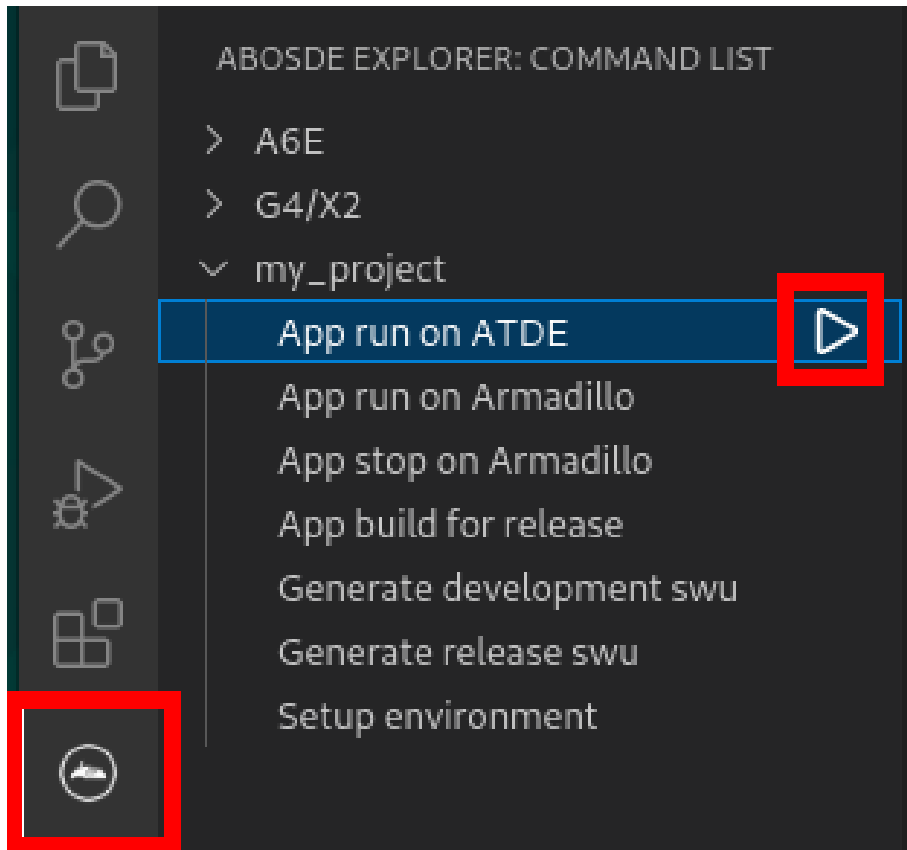 ABOSDE EXPLORER: COMMAND LIST
A6E
G4/X2
my_project
App run on ATDE
App run on Armadillo
App stop on Armadillo
App build for release
Generate development swu
Generate release swu
Setup environment